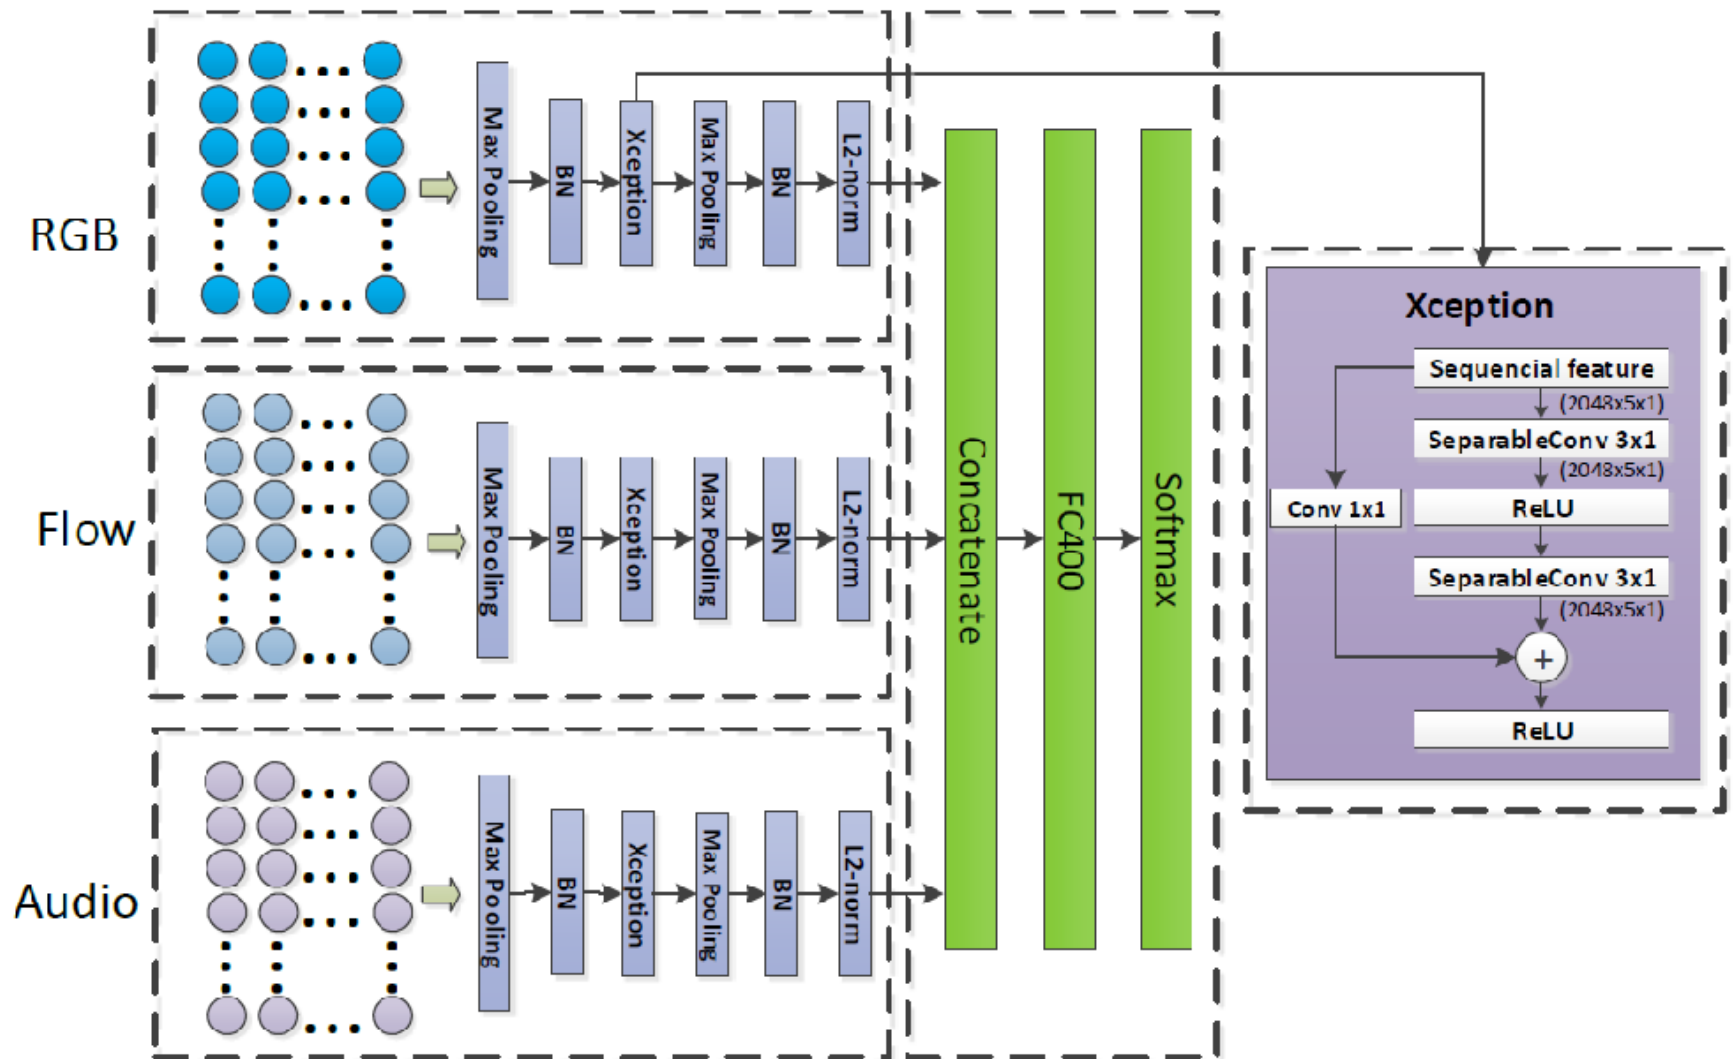 RGB
Max Pooling
BN
Xception
Max Pooling
BN
L2-norm
Flow
Max Pooling
BN
Xception
Max Pooling
BN
L2-norm
Audio
Max Pooling
BN
Xception
Max Pooling
BN
L2-norm
Concatenate
FC400
Softmax
Xception
Sequencial feature
(2048x5x1)
SeparableConv 3x1
(2048x5x1)
Conv 1x1
ReLU
SeparableConv 3x1
(2048x5x1)
+
ReLU